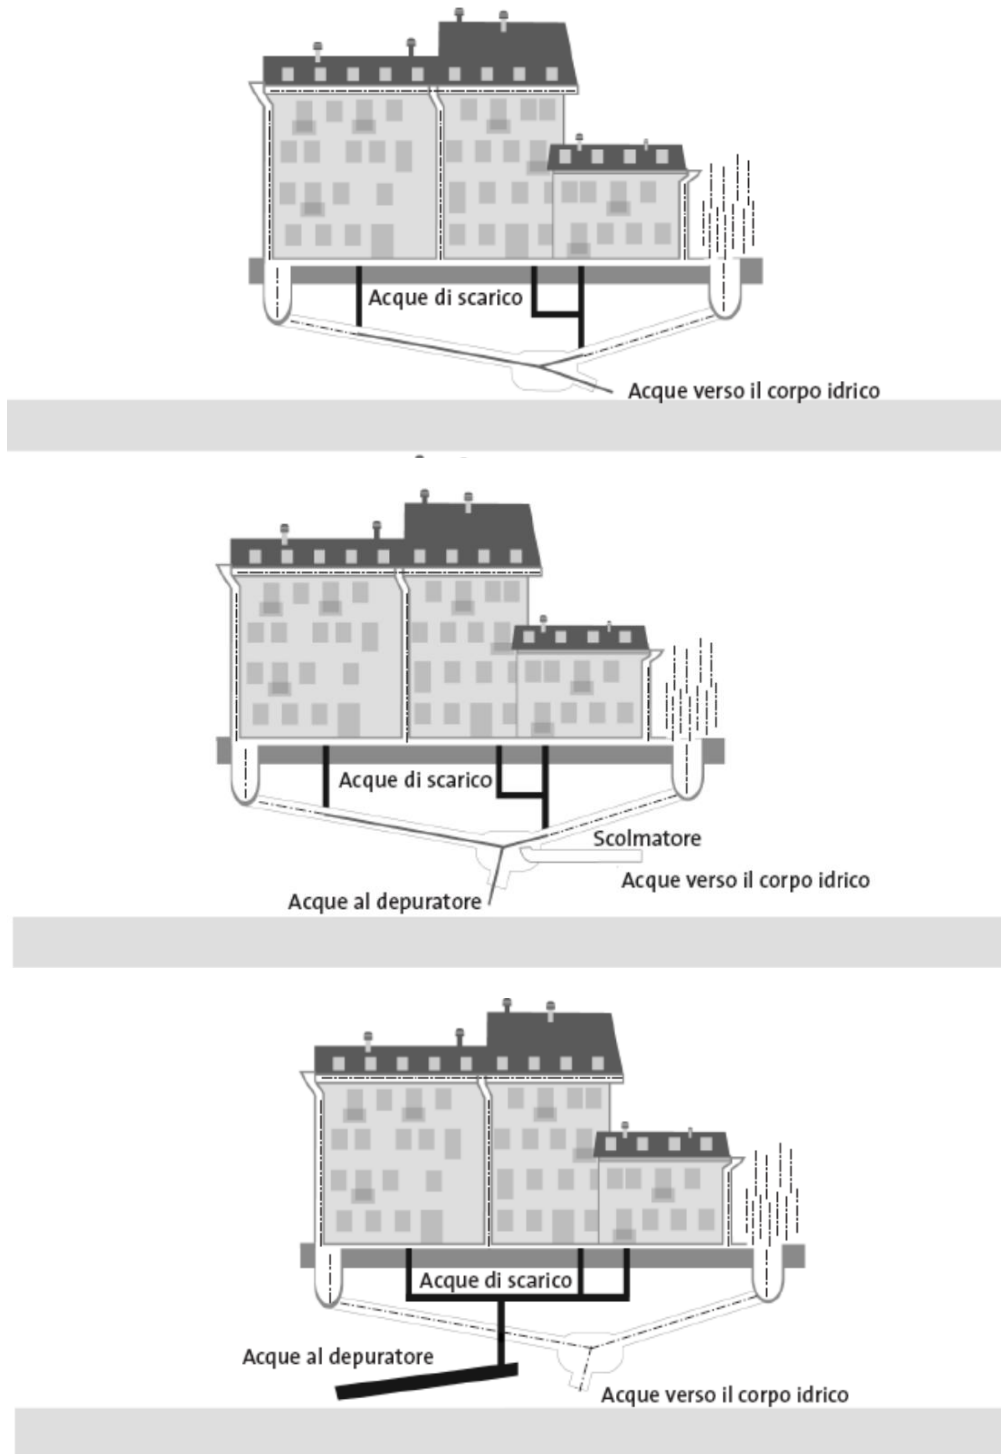 Acque di scarico
Acque verso il corpo idrico
Acque di scarico
Scolmatore
Acque verso il corpo idrico
Acque al depuratore
Acque di scarico
Acque al depuratore
Acque verso il corpo idrico